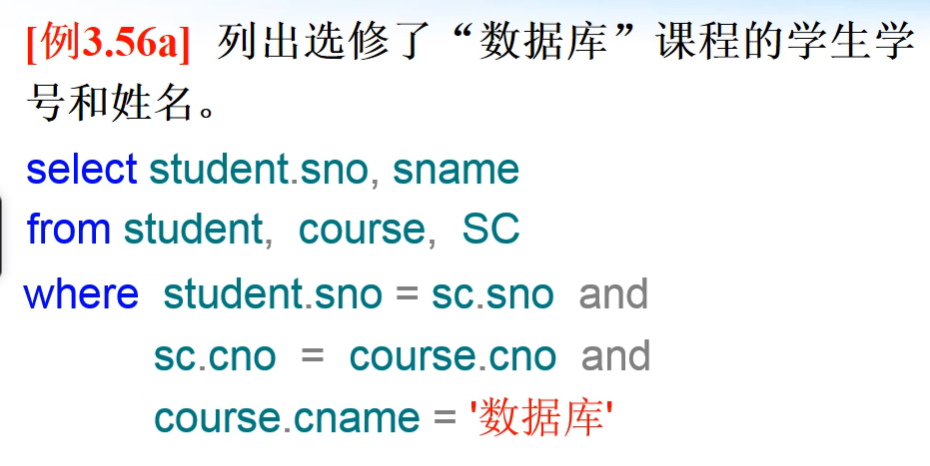 [例3.56a] 列出选修了“数据库”课程的学生学
号和姓名。
select student.sno, sname
from student, course, SC
where student.sno = sc.sno and
sc.cno = course.cno and
course.cname = '数据库'